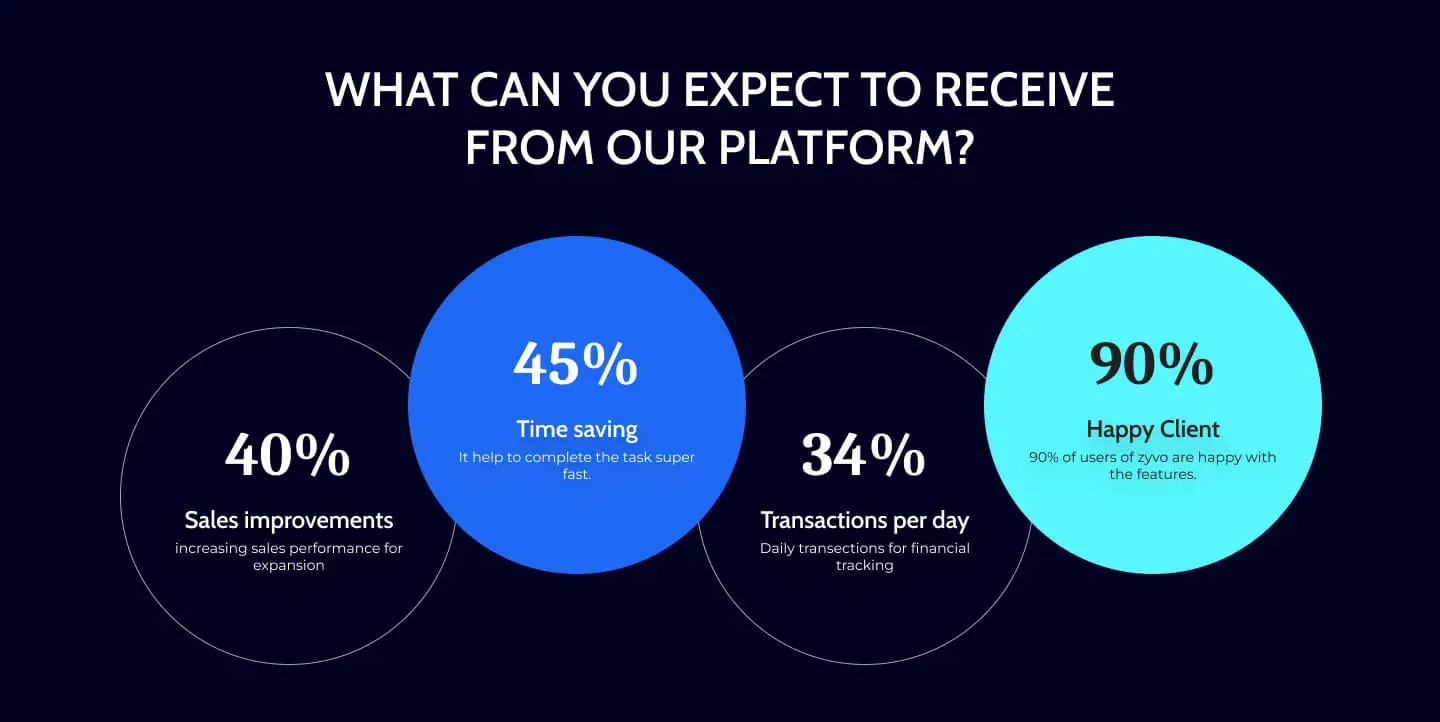 WHAT CAN YOU EXPECT TO RECEIVE
FROM OUR PLATFORM?
40%
Sales improvements
increasing sales performance for
expansion
45%
Time saving
It help to complete the task super
fast.
34%
Transactions per day
Daily transections for financial
tracking
90%
Happy Client
90% of users of zyvo are happy with
the features.